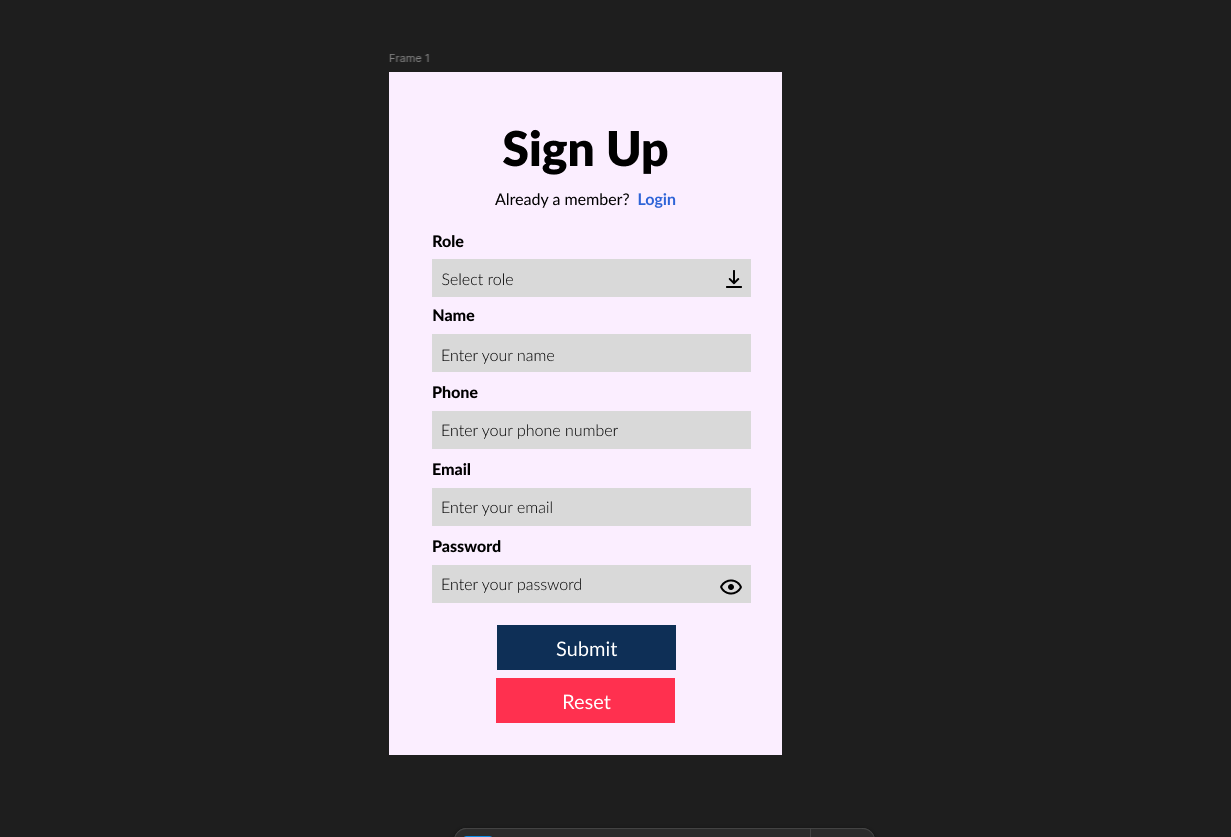 Frame 1
Sign Up
Already a member? Login
Role
Select role
Name
Enter your name
Phone
Enter your phone number
Email
Enter your email
Password
Enter your password
Submit
Reset